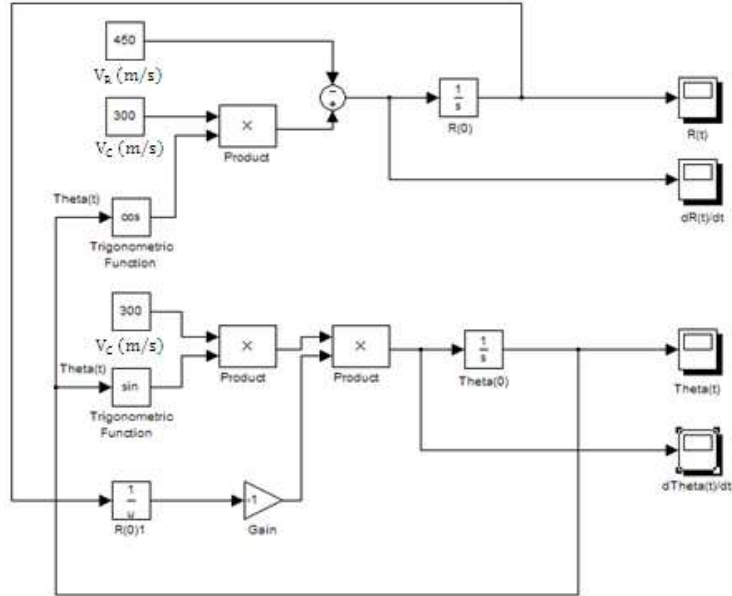 450
V_R (m/s)
300
V_C (m/s)
×
Product
−
+
1
s
R(0)
R(t)
dR(t)/dt
Theta(t)
cos
Trigonometric
Function
300
V_C (m/s)
×
Product
×
Product
1
s
Theta(0)
Theta(t)
Theta(t)
sin
Trigonometric
Function
dTheta(t)/dt
1
u
R(0)1
-1
Gain